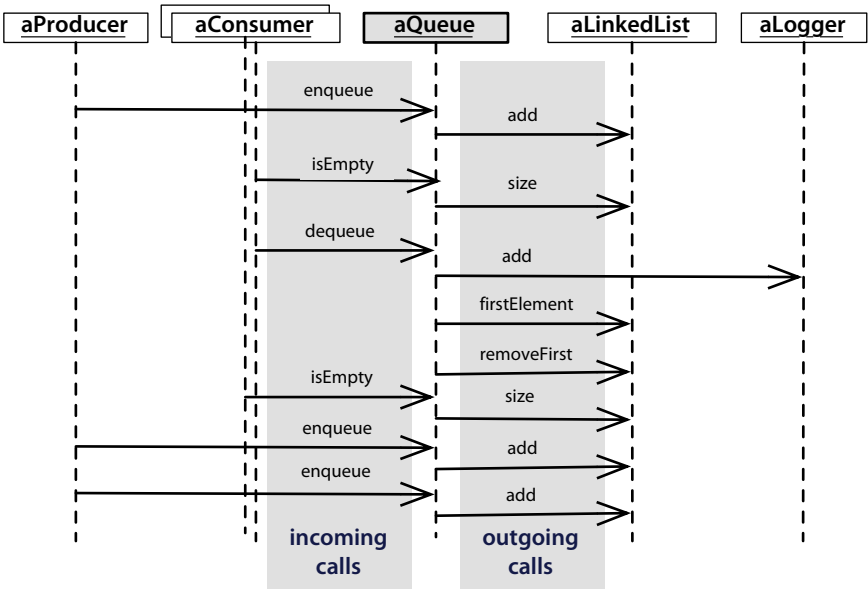 aProducer
aConsumer
aQueue
aLinkedList
aLogger
enqueue
add
isEmpty
size
dequeue
add
firstElement
removeFirst
isEmpty
size
enqueue
add
enqueue
add
incoming
calls
outgoing
calls